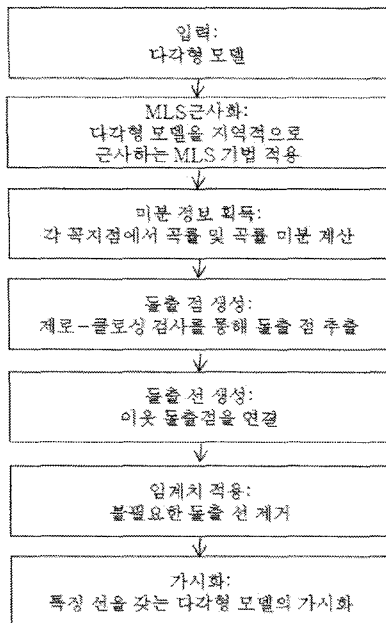 입력:
다각형 모델
MLS근사화:
다각형 모델을 지역적으로
근사하는 MLS 기법 적용
미분 정보 획득:
각 꼭지점에서 곡률 및 곡률 미분 계산
돌출 점 생성:
제로-클로싱 검사를 통해 돌출 점 추출
돌출 선 생성:
이웃 돌출점을 연결
임계치 적용:
불필요한 돌출 선 제거
가시화:
특징 선을 갖는 다각형 모델의 가시화